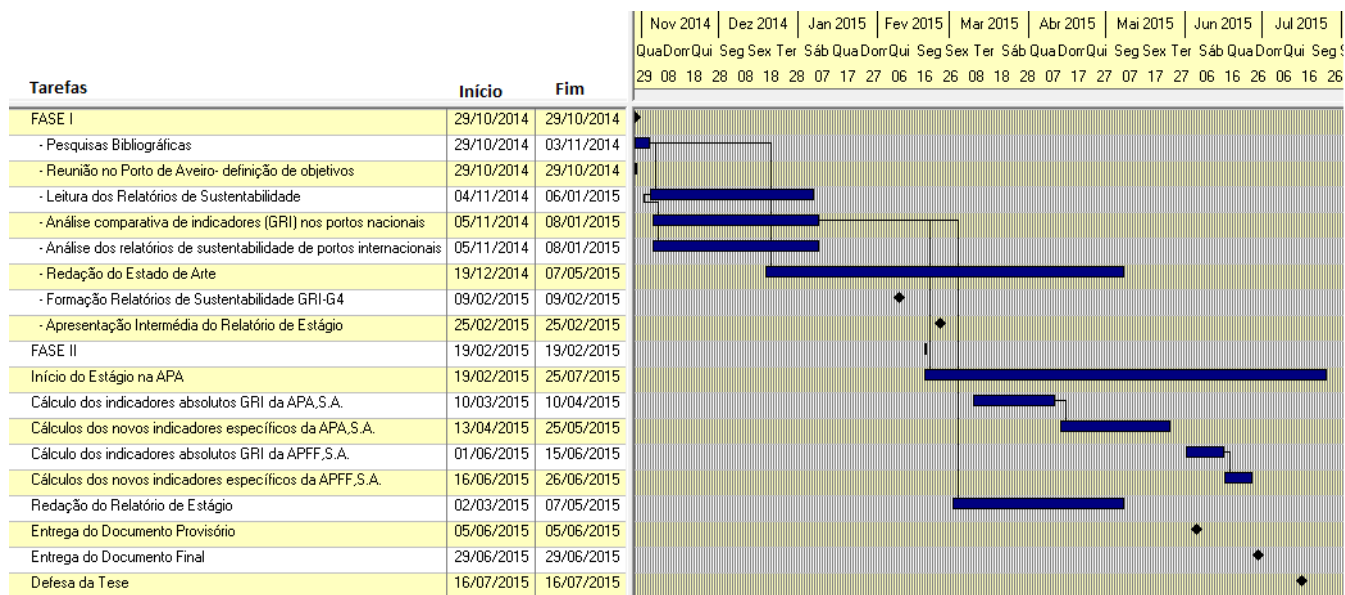 Nov 2014 Dez 2014 Jan 2015 Fev 2015 Mar 2015 Abr 2015 Mai 2015 Jun 2015 Jul 2015
Qua Dom Qui Seg Sex Ter Sáb Qua Dom Qui Seg Sex Ter Sáb Qua Dom Qui Seg Sex Ter Sáb Qua Dom Qui Seg Sex Ter Sáb
29 08 18 28 08 18 28 07 17 27 06 16 26 08 18 28 07 17 27 07 17 27 06 16 26 06 16 26
Tarefas Início Fim
FASE I 29/10/2014 29/10/2014
- Pesquisas Bibliográficas 29/10/2014 03/11/2014
- Reunião no Porto de Aveiro- definição de objetivos 29/10/2014 29/10/2014
- Leitura dos Relatórios de Sustentabilidade 04/11/2014 06/01/2015
- Análise comparativa de indicadores (GRI) nos portos nacionais 05/11/2014 08/01/2015
- Análise dos relatórios de sustentabilidade de portos internacionais 05/11/2014 08/01/2015
- Redação do Estado de Arte 19/12/2014 07/05/2015
- Formação Relatórios de Sustentabilidade GRI-G4 09/02/2015 09/02/2015
- Apresentação Intermédia do Relatório de Estágio 25/02/2015 25/02/2015
FASE II 19/02/2015 19/02/2015
Início do Estágio na APA 19/02/2015 25/07/2015
Cálculo dos indicadores absolutos GRI da APA,S.A. 10/03/2015 10/04/2015
Cálculos dos novos indicadores específicos da APA,S.A. 13/04/2015 25/05/2015
Cálculo dos indicadores absolutos GRI da APFF,S.A. 01/06/2015 15/06/2015
Cálculos dos novos indicadores específicos da APFF,S.A. 16/06/2015 26/06/2015
Redação do Relatório de Estágio 02/03/2015 07/05/2015
Entrega do Documento Provisório 05/06/2015 05/06/2015
Entrega do Documento Final 29/06/2015 29/06/2015
Defesa da Tese 16/07/2015 16/07/2015